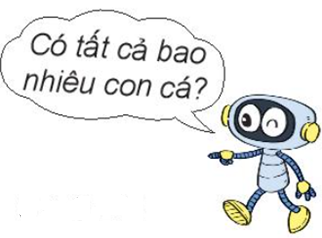 Có tất cả bao
nhiêu con cá?